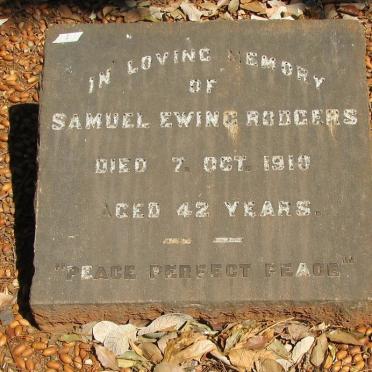 IN LOVING MEMORY
OF
SAMUEL EWING RODGERS
DIED 7. OCT. 1910
AGED 42 YEARS.
"PEACE PERFECT PEACE"